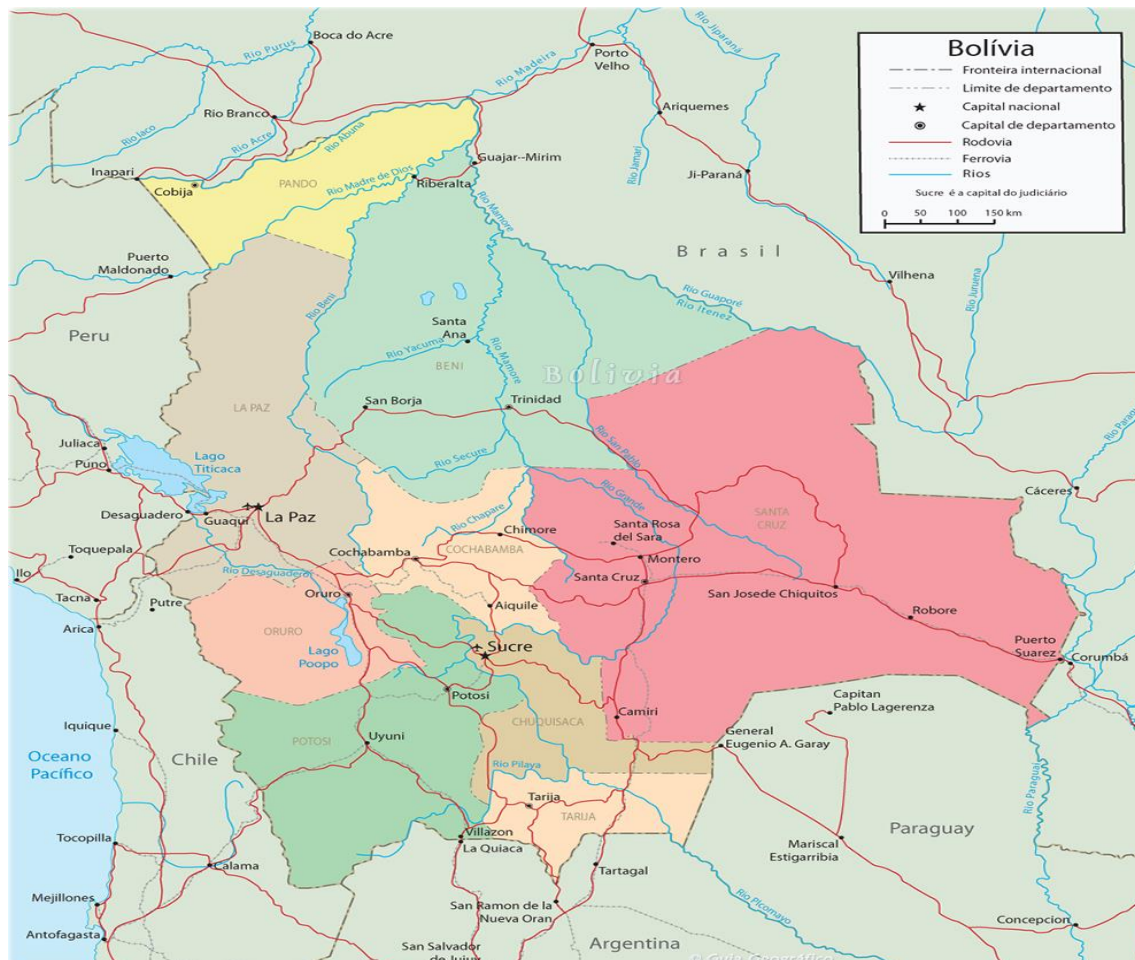 Bolívia
Fronteira internacional
Limite de departamento
Capital nacional
Capital de departamento
Rodovia
Ferrovia
Rios
Sucre é a capital do judiciário
0 50 100 150 km
Boca do Acre
Rio Purus
Rio Madeira
Porto
Velho
Rio Jiparaná
Ariquemes
Rio Branco
Rio Iaco
Rio Acre
Rio Abuna
Rio Jamari
Inapari
Cobija
PANDO
Rio Madre de Dios
Guajar--Mirim
Riberalta
Ji-Paraná
Rio Mamore
Puerto
Maldonado
Brasil
Vilhena
Rio Juruena
Rio Guaporé
Rio Itenez
Peru
Rio Beni
Santa
Ana
Rio Yacuma
BENI
Rio Mamore
Bolivia
LA PAZ
San Borja
Trinidad
Juliaca
Puno
Lago
Titicaca
Rio Secure
Rio San Pablo
Rio Grande
Cáceres
Desaguadero
Guaqui
La Paz
Rio Chapare
Chimore
Santa Rosa
del Sara
SANTA
CRUZ
Toquepala
Cochabamba
COCHABAMBA
Montero
Ilo
Rio Desaguadero
Santa Cruz
San Josede Chiquitos
Tacna
Putre
Oruro
Aiquile
Robore
Arica
ORURO
Lago
Poopo
Sucre
Puerto
Suarez
Corumbá
Potosi
Capitan
Pablo Lagerenza
Iquique
Camiri
CHUQUISACA
General
Eugenio A. Garay
POTOSI
Uyuni
Oceano
Pacífico
Chile
Rio Pilaya
Rio Paraguai
Tarija
TARIJA
Tocopilla
Villazon
La Quiaca
Paraguay
Mariscal
Estigarribia
Calama
Tartagal
Rio Plcomayo
Mejillones
San Ramon de la
Nueva Oran
Concepcion
Antofagasta
San Salvador
de Jujuy
Argentina
© Guia Geográfico